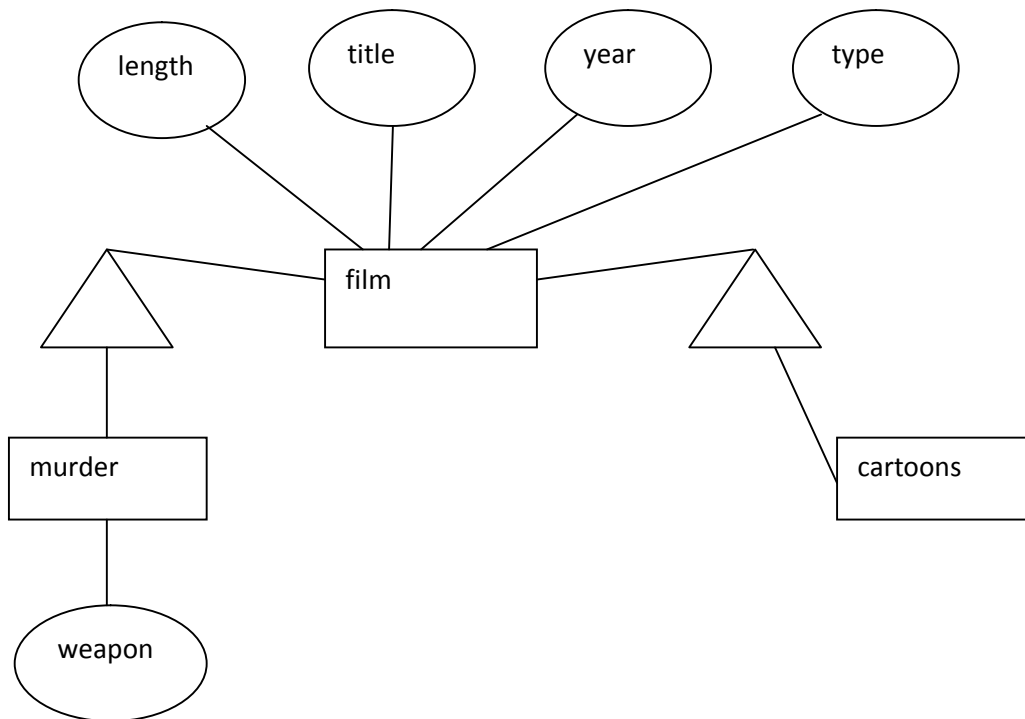 length
title
year
type
film
murder
cartoons
weapon